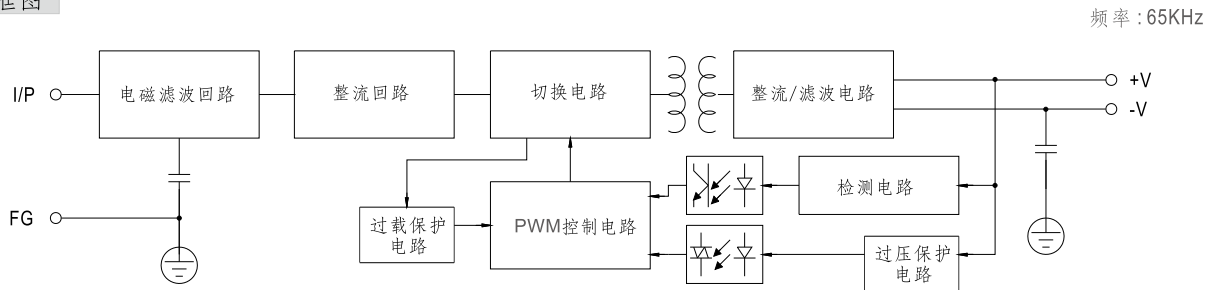 框图
频率：65KHz
I/P
电磁滤波回路
整流回路
切换电路
整流/滤波电路
+V
-V
检测电路
FG
过载保护
电路
PWM控制电路
过压保护
电路